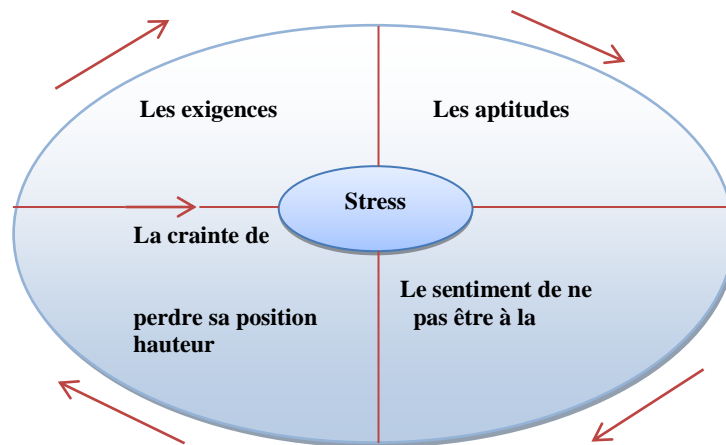 Les exigences
Les aptitudes
Stress
La crainte de
perdre sa position
hauteur
Le sentiment de ne
pas être à la